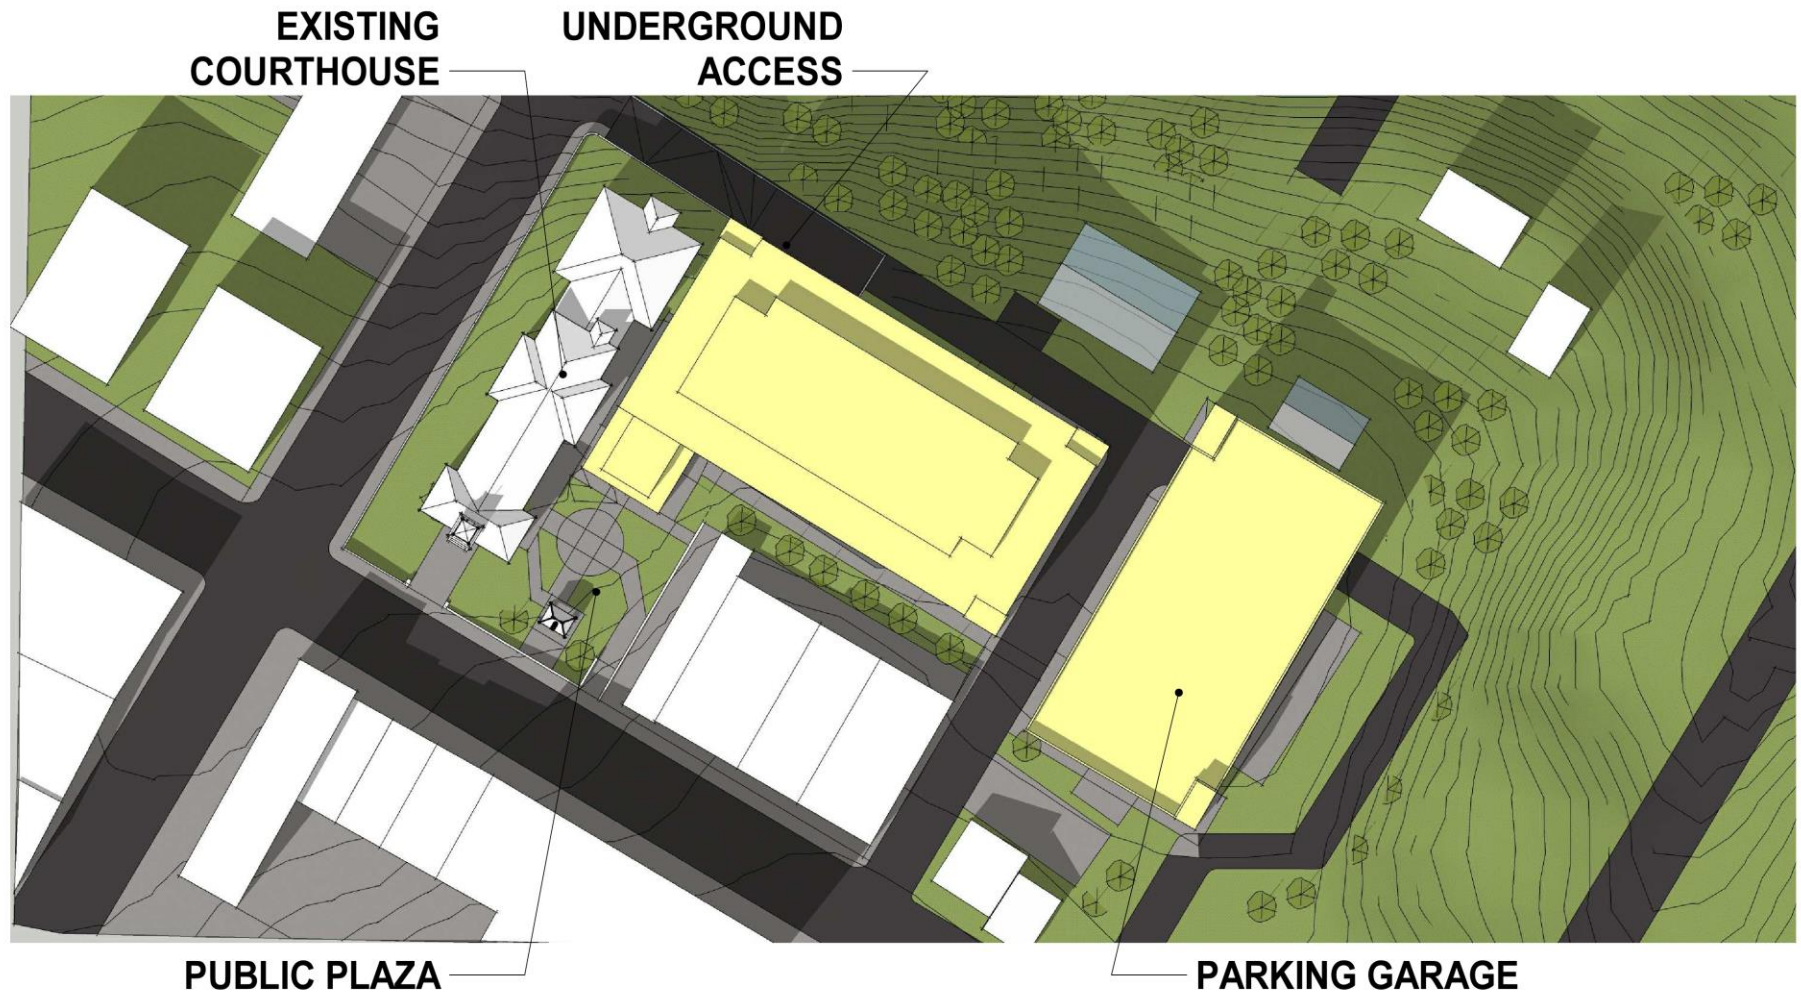 EXISTING
COURTHOUSE
UNDERGROUND
ACCESS
PUBLIC PLAZA
PARKING GARAGE